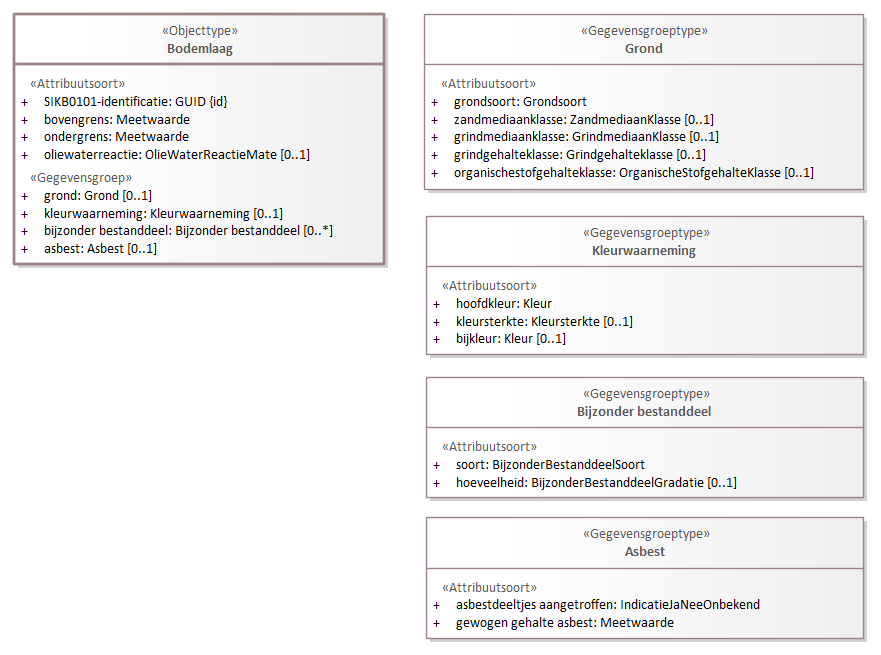 «Objecttype»
Bodemlaag
«Attribuutsoort»
+ SIKB0101-identificatie: GUID {id}
+ bovengrens: Meetwaarde
+ ondergrens: Meetwaarde
+ oliewaterreactie: OlieWaterReactieMate [0..1]
«Gegevensgroep»
+ grond: Grond [0..1]
+ kleurwaarneming: Kleurwaarneming [0..1]
+ bijzonder bestanddeel: Bijzonder bestanddeel [0..*]
+ asbest: Asbest [0..1]
«Gegevensgroeptype»
Grond
«Attribuutsoort»
+ grondsoort: Grondsoort
+ zandmediaanklasse: ZandmediaanKlasse [0..1]
+ grindmediaanklasse: GrindmediaanKlasse [0..1]
+ grindgehalteklasse: Grindgehalteklasse [0..1]
+ organischestofgehalteklasse: OrganischeStofgehalteKlasse [0..1]
«Gegevensgroeptype»
Kleurwaarneming
«Attribuutsoort»
+ hoofdkleur: Kleur
+ kleursterkte: Kleursterkte [0..1]
+ bijkleur: Kleur [0..1]
«Gegevensgroeptype»
Bijzonder bestanddeel
«Attribuutsoort»
+ soort: BijzonderBestanddeelSoort
+ hoeveelheid: BijzonderBestanddeelGradatie [0..1]
«Gegevensgroeptype»
Asbest
«Attribuutsoort»
+ asbestdeeltjes aangetroffen: IndicatieJaNeeOnbekend
+ gewogen gehalte asbest: Meetwaarde